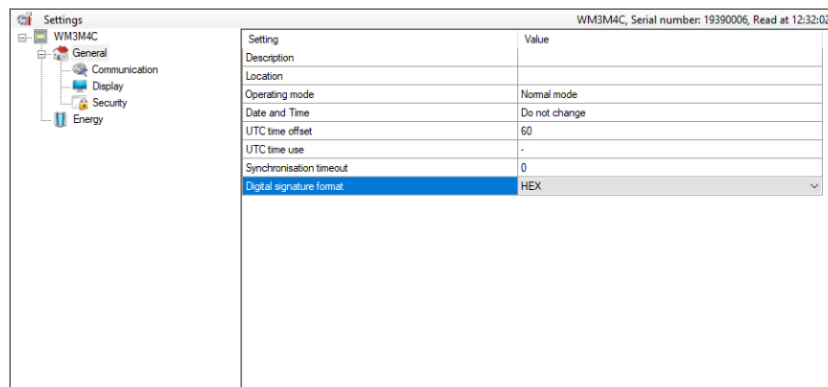 Settings
WM3M4C, Serial number: 19390006, Read at 12:32:02
WM3M4C
General
Communication
Display
Security
Energy
Setting Value
Description
Location
Operating mode Normal mode
Date and Time Do not change
UTC time offset 60
UTC time use -
Synchronisation timeout 0
Digital signature format HEX